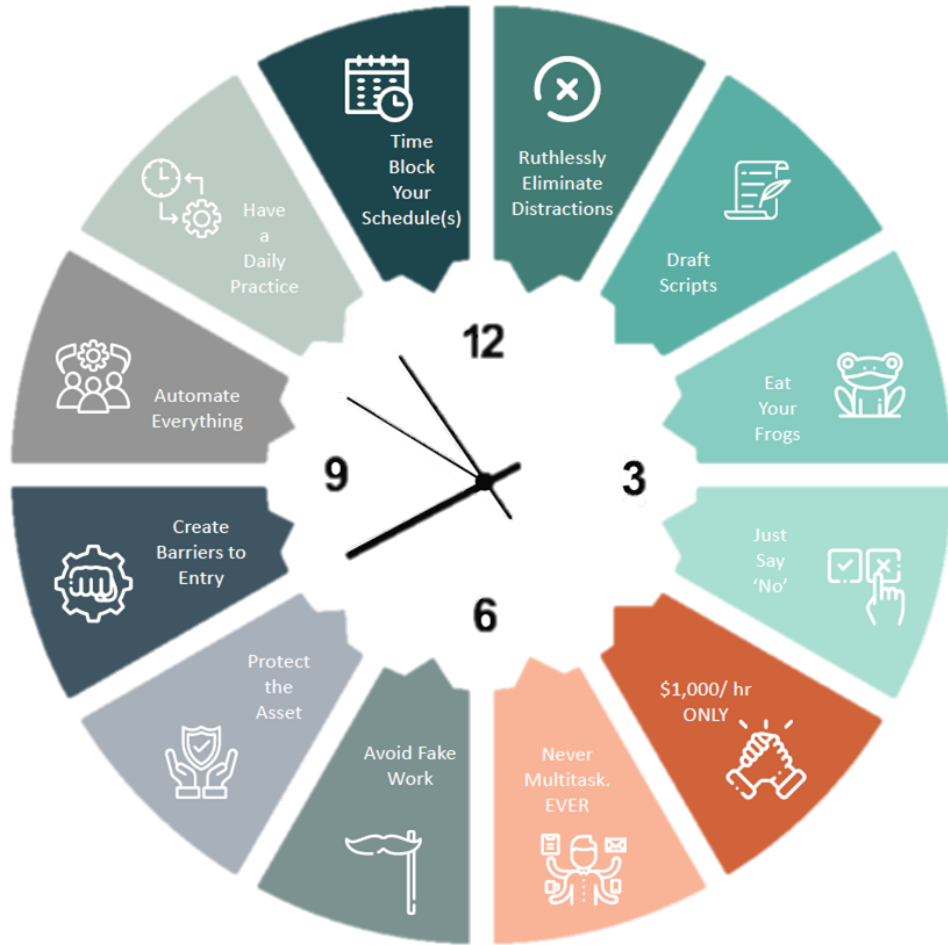 Time
Block
Your
Schedule(s)
Ruthlessly
Eliminate
Distractions
Draft
Scripts
Eat
Your
Frogs
Just
Say
‘No’
$1,000/ hr
ONLY
Never
Multitask.
EVER
Avoid Fake
Work
Protect
the
Asset
Create
Barriers to
Entry
Automate
Everything
Have
a
Daily
Practice
12
3
6
9